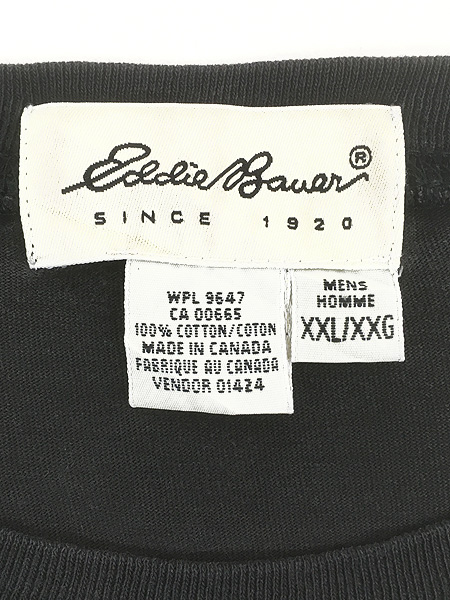 Eddie Bauer®
SINCE 1920
WPL 9647
CA 00665
100% COTTON/COTON
MADE IN CANADA
FABRIQUE AU CANADA
VENDOR 01424
MENS
HOMME
XXL/XXG